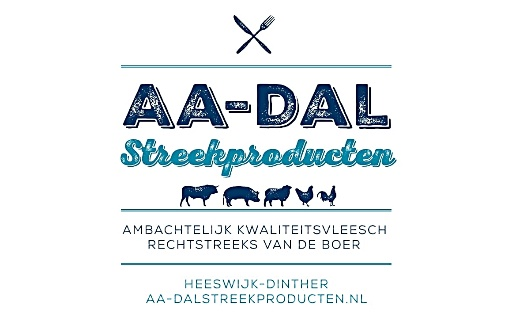 AA-DAL
Streekproducten
AMBACHTELIJK KWALITEITSVLEESCH
RECHTSTREEKS VAN DE BOER
HEESWIJK-DINTHER
AA-DALSTREEKPRODUCTEN.NL